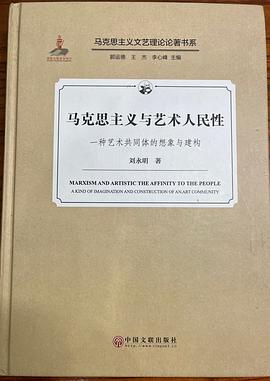 马克思主义文艺理论论著书系
郭运德 王杰 李心峰 主编
马克思主义与艺术人民性
一种艺术共同体的想象与建构
刘永明 著
MARXISM AND ARTISTIC THE AFFINITY TO THE PEOPLE
A KIND OF IMAGINATION AND CONSTRUCTION OF AN ART COMMUNITY
中国文联出版社